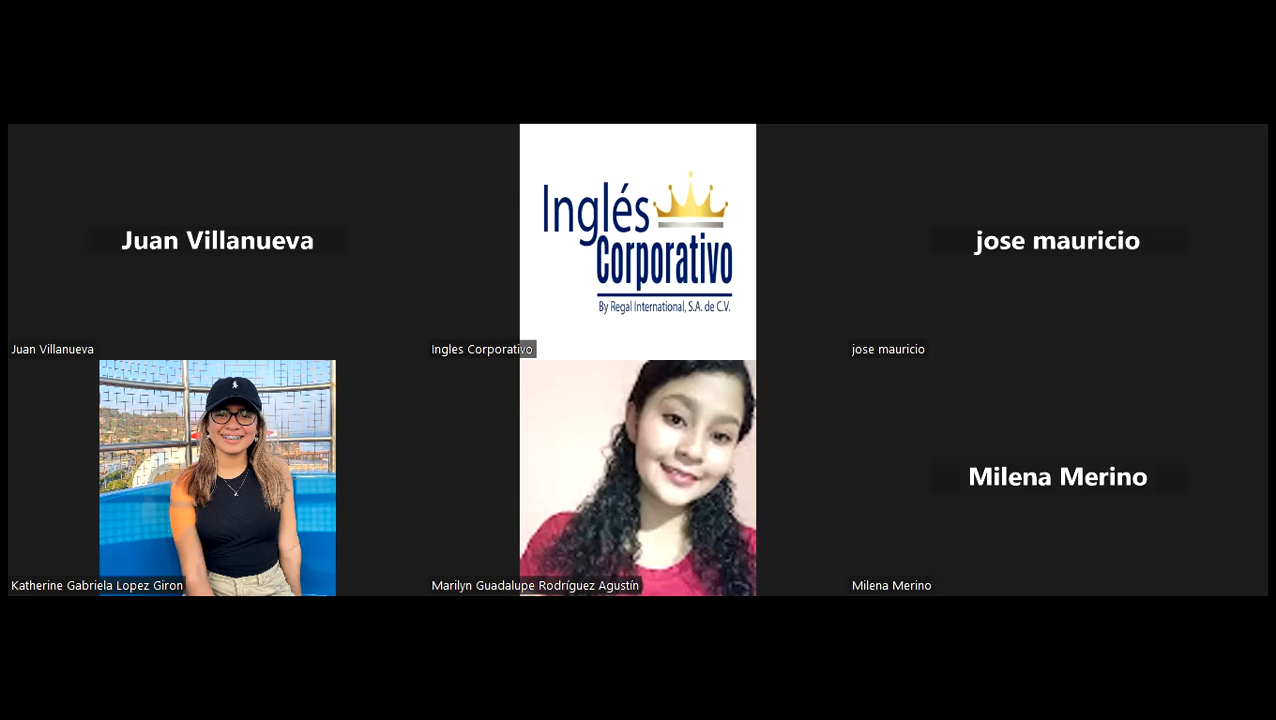 Juan Villanueva
Juan Villanueva
Inglés
Corporativo
By Regal International, S.A. de C.V.
Ingles Corporativo
jose mauricio
jose mauricio
Katherine Gabriela Lopez Giron
Marilyn Guadalupe Rodríguez Agustín
Milena Merino
Milena Merino